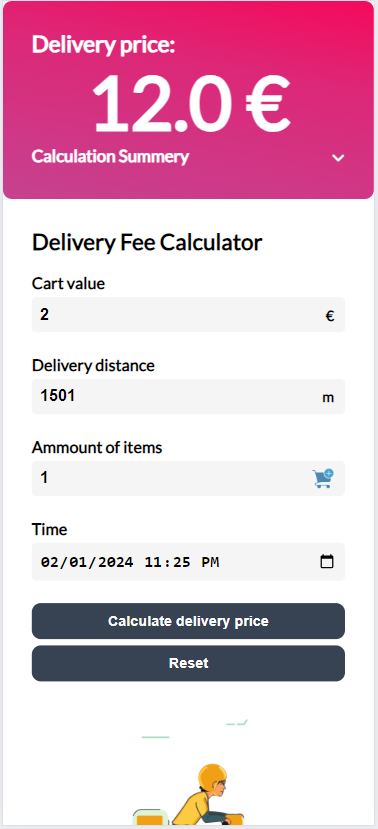 Delivery price:
12.0 €
Calculation Summery
Delivery Fee Calculator
Cart value
2 €
Delivery distance
1501 m
Ammount of items
1
Time
02/01/2024 11:25 PM
Calculate delivery price
Reset